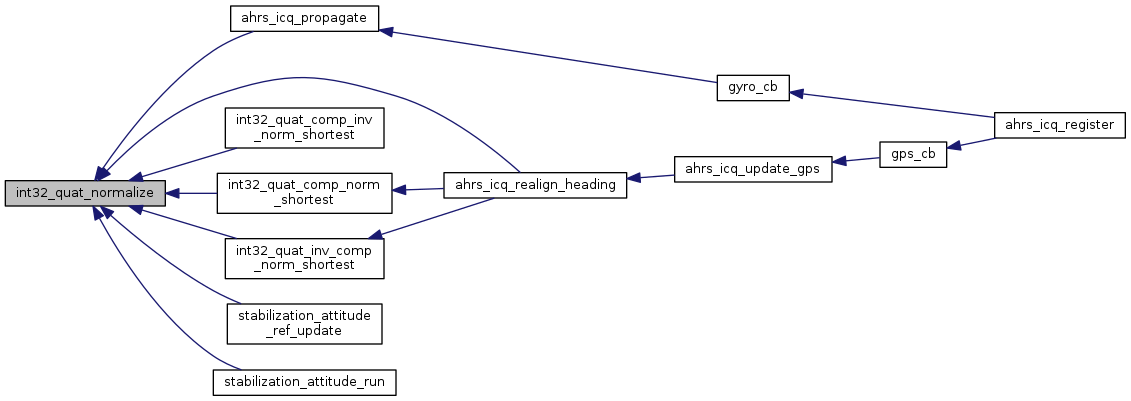 ahrs_icq_propagate
gyro_cb
int32_quat_comp_inv
_norm_shortest
ahrs_icq_register
gps_cb
ahrs_icq_update_gps
int32_quat_normalize
int32_quat_comp_norm
_shortest
ahrs_icq_realign_heading
int32_quat_inv_comp
_norm_shortest
stabilization_attitude
_ref_update
stabilization_attitude_run